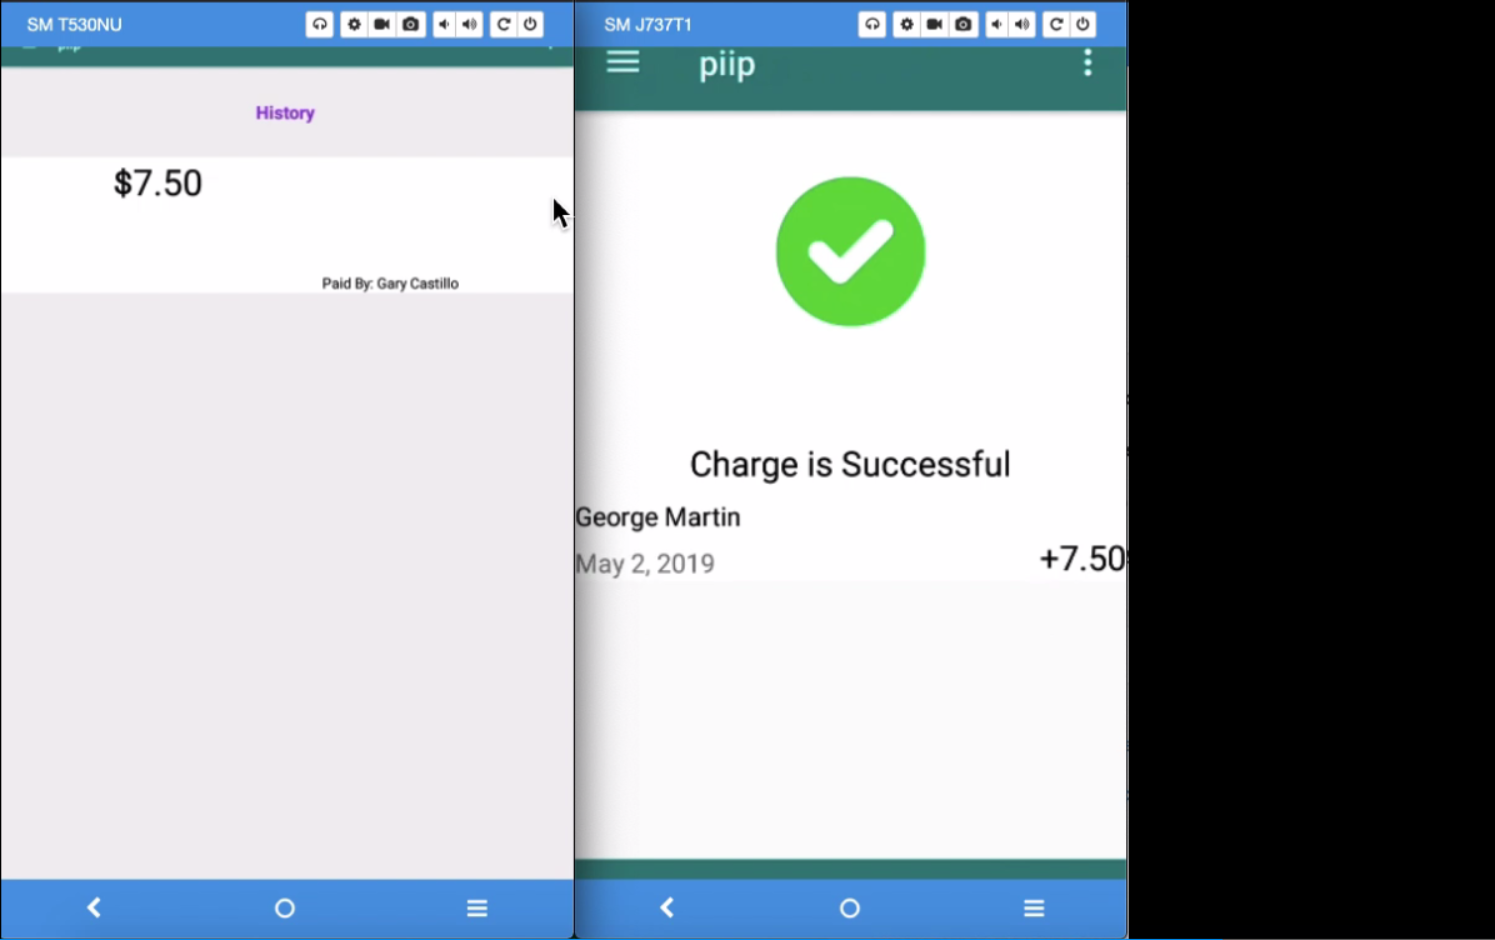 SM T530NU
History
$7.50
Paid By: Gary Castillo
SM J737T1
piip
Charge is Successful
George Martin
May 2, 2019
+7.50